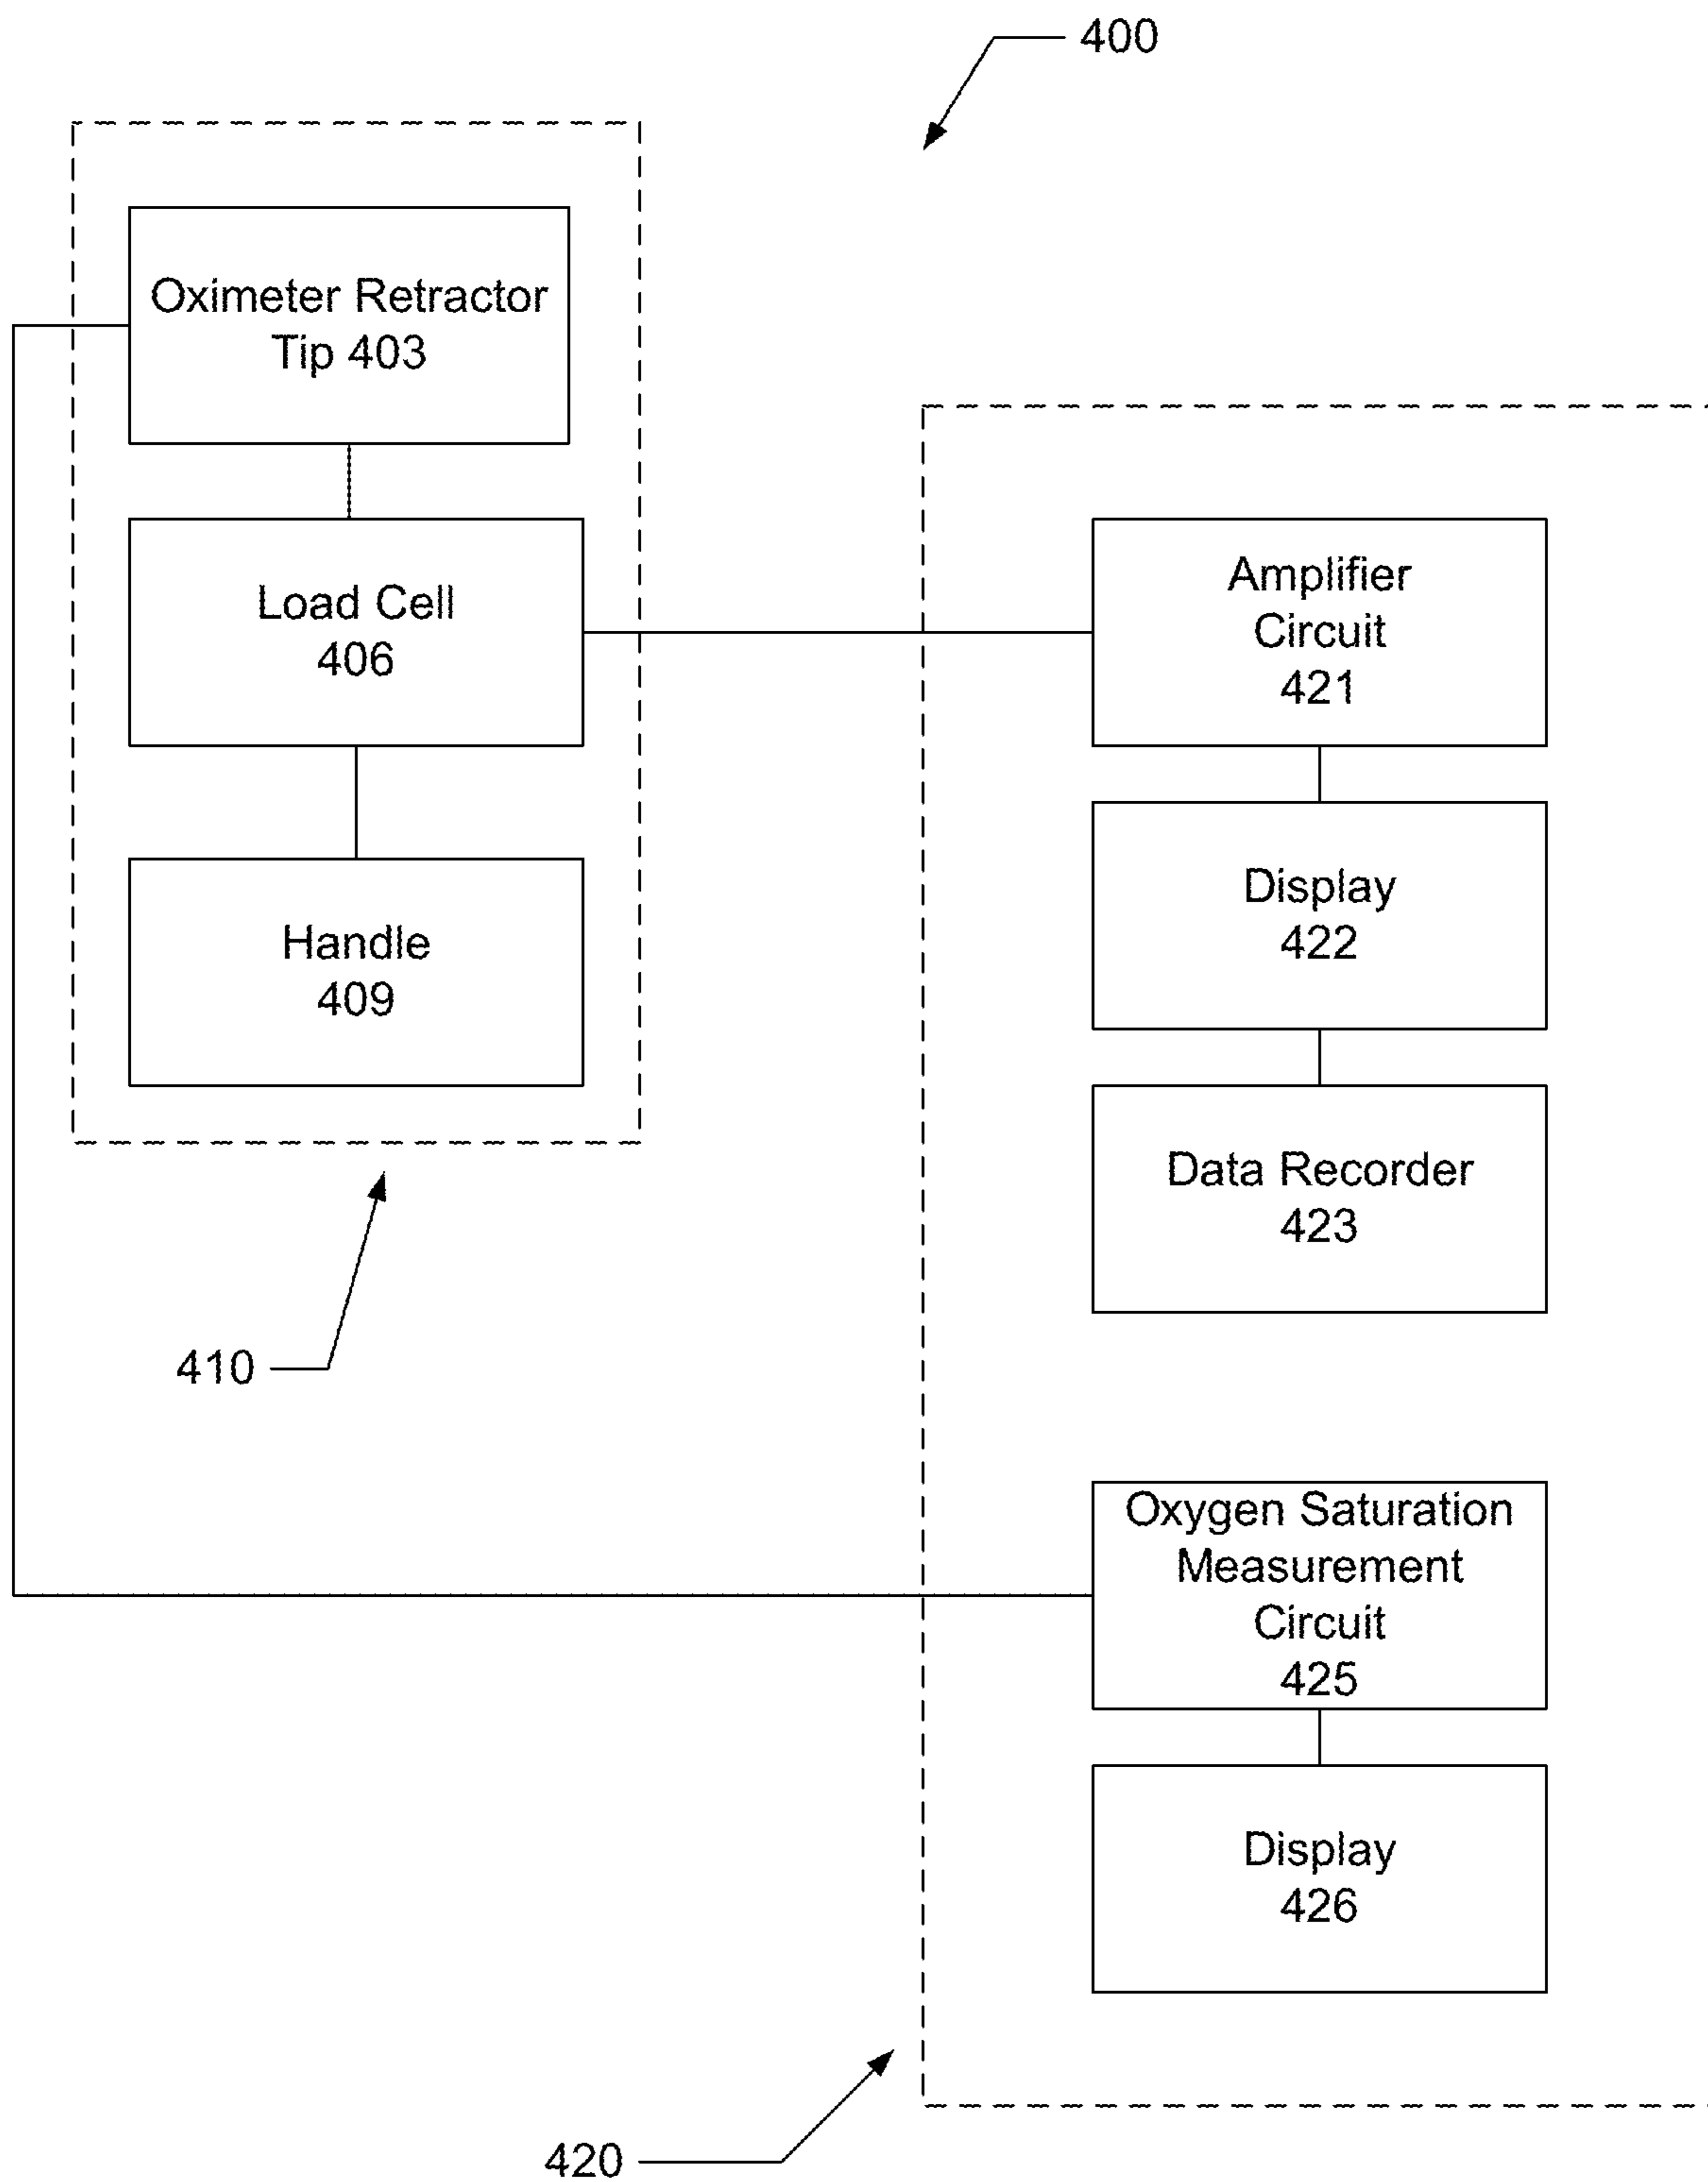 400
Oximeter Retractor
Tip 403
Load Cell
406
Handle
409
410
Amplifier
Circuit
421
Display
422
Data Recorder
423
Oxygen Saturation
Measurement
Circuit
425
Display
426
420